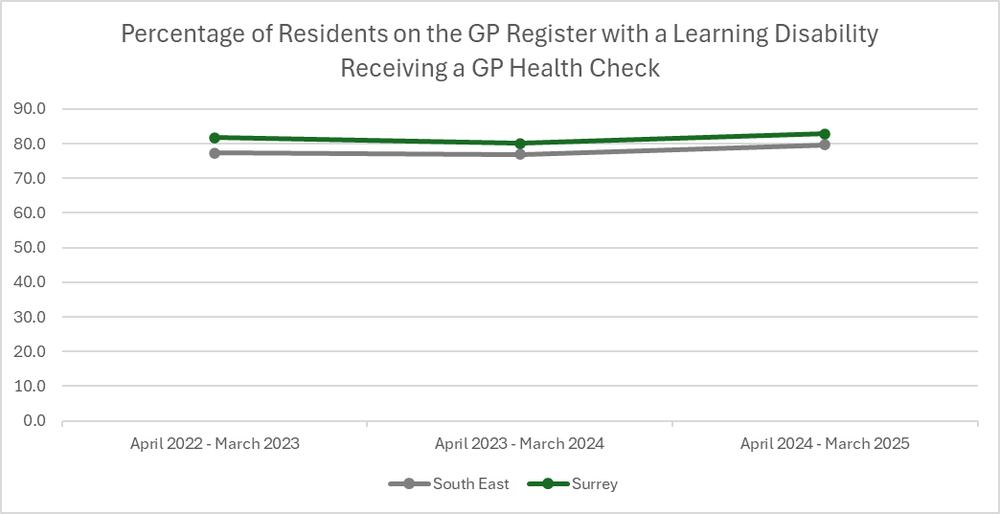 Percentage of Residents on the GP Register with a Learning Disability
Receiving a GP Health Check
90.0
80.0
70.0
60.0
50.0
40.0
30.0
20.0
10.0
0.0
April 2022 - March 2023
April 2023 - March 2024
April 2024 - March 2025
South East
Surrey